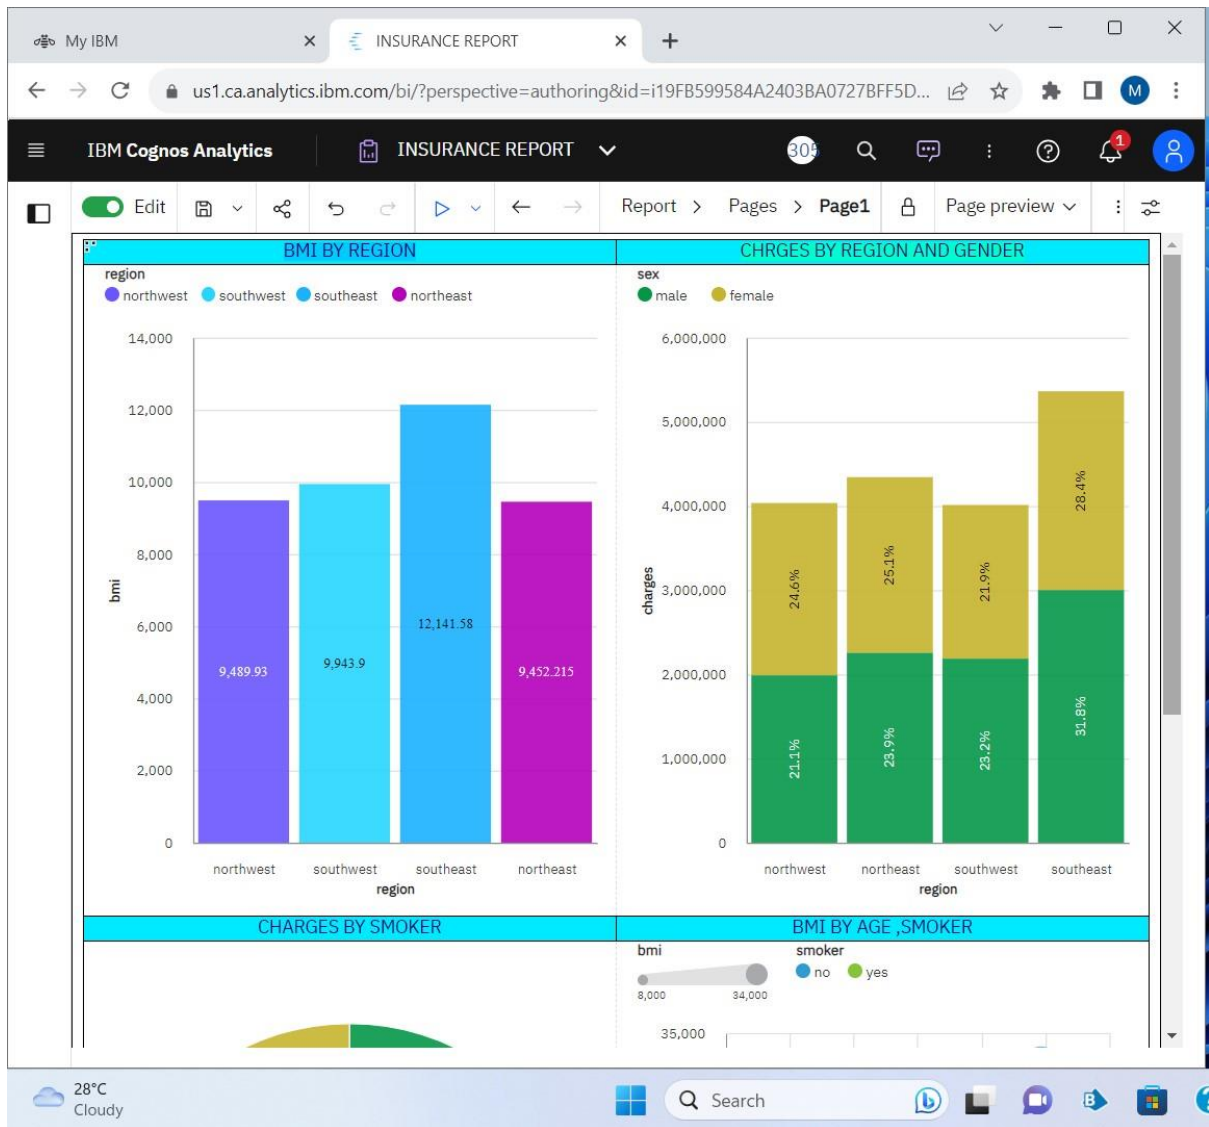 My IBM
INSURANCE REPORT
us1.ca.analytics.ibm.com/bi/?perspective=authoring&id=i19FB599584A2403BA0727BFF5D...
M
IBM Cognos Analytics
INSURANCE REPORT
305
1
Edit
Report > Pages > Page1
Page preview
BMI BY REGION
region
northwest southwest southeast northeast
14,000
12,000
10,000
8,000
6,000
4,000
2,000
0
bmi
9,489.93
9,943.9
12,141.58
9,452.215
northwest southwest southeast northeast
region
CHRGES BY REGION AND GENDER
sex
male female
6,000,000
5,000,000
4,000,000
3,000,000
2,000,000
1,000,000
0
charges
24.6%
25.1%
21.9%
28.4%
21.1%
23.9%
23.2%
31.8%
northwest northeast southwest southeast
region
CHARGES BY SMOKER
BMI BY AGE ,SMOKER
bmi
8,000 34,000
smoker
no yes
35,000
28°C
Cloudy
Search